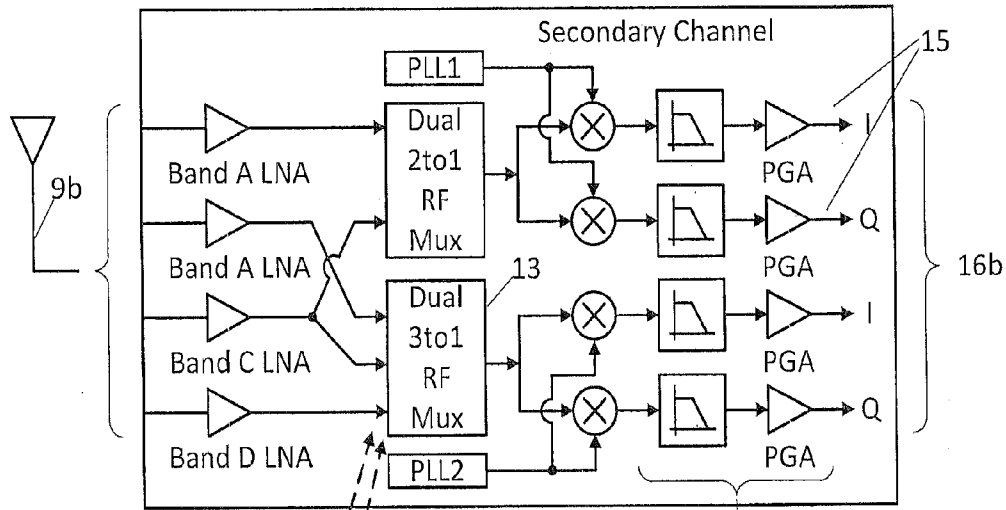 Secondary Channel
15
PLL1
Dual
2to1
RF
Mux
I
Band A LNA
PGA
9b
Q
Band A LNA
PGA
16b
13
Dual
3to1
RF
Mux
I
Band C LNA
PGA
Q
Band D LNA
PLL2
PGA